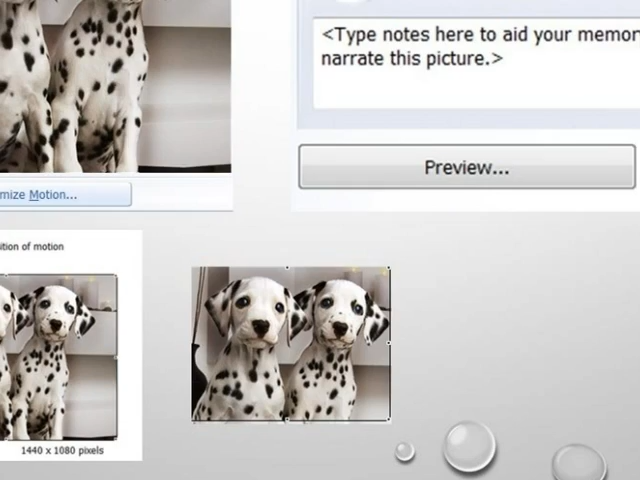 <Type notes here to aid your memor
narrate this picture.>
Preview...
mize Motion...
ition of motion
1440 x 1080 pixels